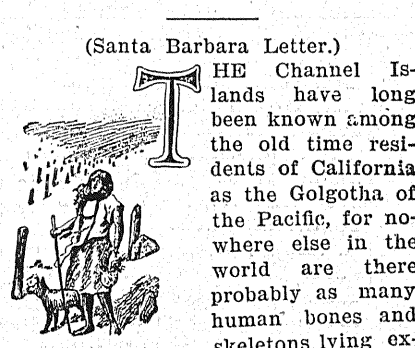 (Santa Barbara Letter.)
THE Channel Is-
lands have long
been known among
the old time resi-
dents of California
as the Golgotha of
the Pacific, for no-
where else in the
world are there
probably as many
human bones and
skeletons lying ex-